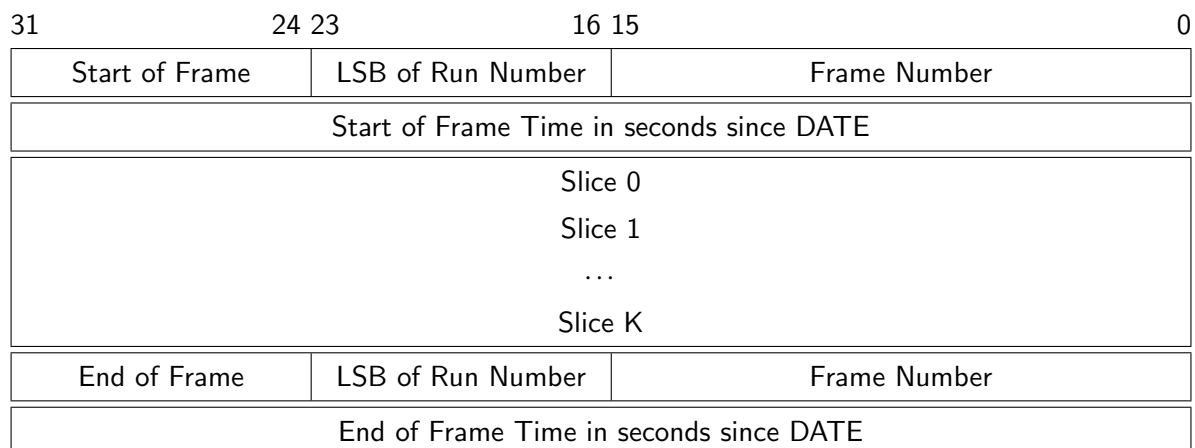 31 24 23 16 15 0
Start of Frame LSB of Run Number Frame Number
Start of Frame Time in seconds since DATE
Slice 0
Slice 1
...
Slice K
End of Frame LSB of Run Number Frame Number
End of Frame Time in seconds since DATE